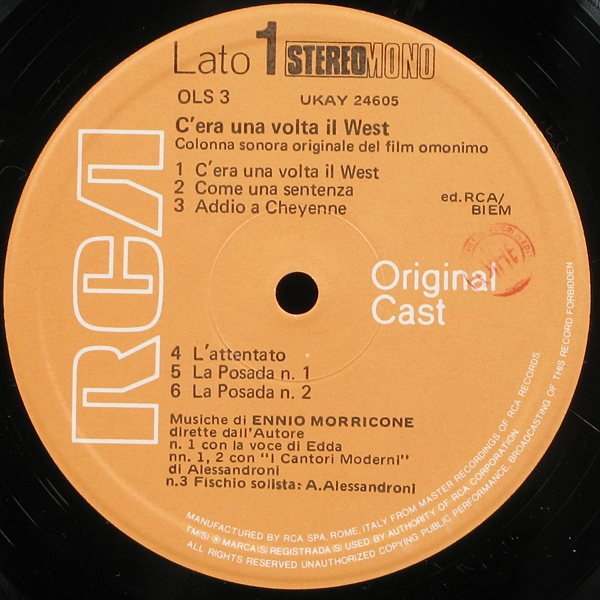 Lato 1 STEREO MONO
OLS 3 UKAY 24605
C'era una volta il West
Colonna sonora originale del film omonimo
1 C'era una volta il West
2 Come una sentenza
3 Addio a Cheyenne
ed.RCA/
BIEM
RCA
Original
Cast
4 L'attentato
5 La Posada n. 1
6 La Posada n. 2
Musiche di ENNIO MORRICONE
dirette dall'Autore
n. 1 con la voce di Edda
nn. 1, 2 con "I Cantori Moderni"
di Alessandroni
n.3 Fischio solista: A.Alessandroni
MANUFACTURED BY RCA SPA, ROME, ITALY FROM MASTER RECORDINGS OF RCA RECORDS.
TM(S) ® MARCA(S) REGISTRADA(S) USED BY AUTHORITY OF RCA CORPORATION
ALL RIGHTS RESERVED UNAUTHORIZED COPYING PUBLIC PERFORMANCE, BROADCASTING OF THIS RECORD FORBIDDEN